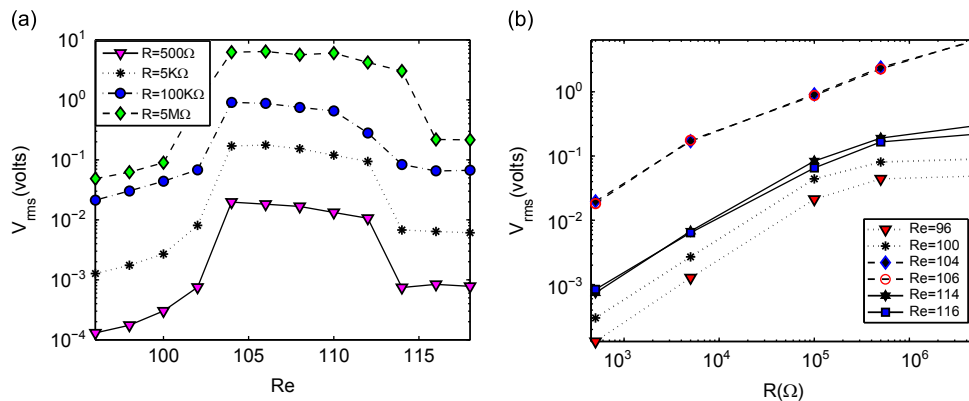 (a)
R=500Ω
R=5KΩ
R=100KΩ
R=5MΩ
10^1
10^0
10^-1
10^-2
10^-3
10^-4
V_rms(volts)
100
105
110
115
Re
(b)
10^0
10^-1
10^-2
10^-3
V_rms(volts)
Re=96
Re=100
Re=104
Re=106
Re=114
Re=116
10^3
10^4
10^5
10^6
R(Ω)